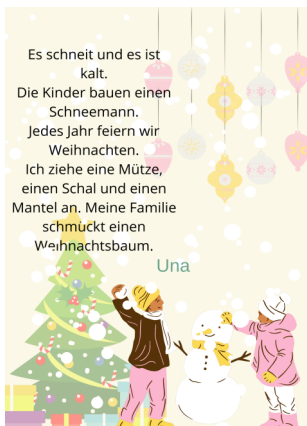 Es schneit und es ist
kalt.
Die Kinder bauen einen
Schneemann.
Jedes Jahr feiern wir
Weihnachten.
Ich ziehe eine Mütze,
einen Schal und einen
Mantel an. Meine Familie
schmückt einen
Weihnachtsbaum.
Una